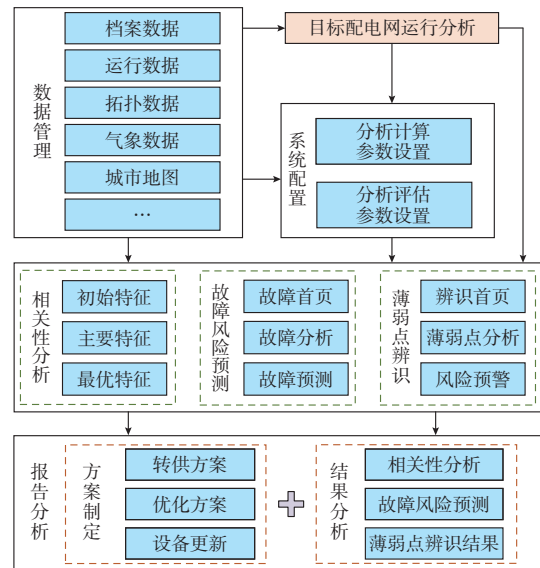 数据管理
档案数据
运行数据
拓扑数据
气象数据
城市地图
…
目标配电网运行分析
系统配置
分析计算
参数设置
分析评估
参数设置
相关性分析
初始特征
主要特征
最优特征
故障风险预测
故障首页
故障分析
故障预测
薄弱点辨识
辨识首页
薄弱点分析
风险预警
报告分析
方案制定
转供方案
优化方案
设备更新
结果分析
相关性分析
故障风险预测
薄弱点辨识结果